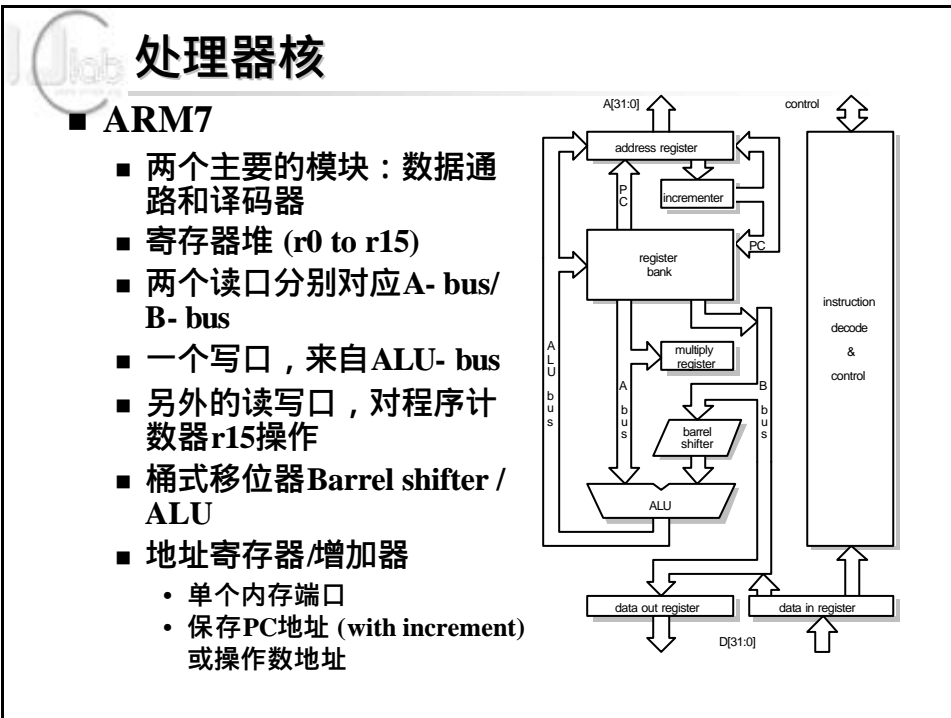 处理器核
■ ARM7
■ 两个主要的模块：数据通
路和译码器
■ 寄存器堆 (r0 to r15)
■ 两个读口分别对应A- bus/
B- bus
■ 一个写口，来自ALU- bus
■ 另外的读写口，对程序计
数器r15操作
■ 桶式移位器Barrel shifter /
ALU
■ 地址寄存器/增加器
• 单个内存端口
• 保存PC地址 (with increment)
或操作数地址
A[31:0]
control
address register
PC
incrementer
PC
register
bank
instruction
decode
&
control
multiply
register
ALU bus
A bus
B bus
barrel
shifter
ALU
data out register
data in register
D[31:0]